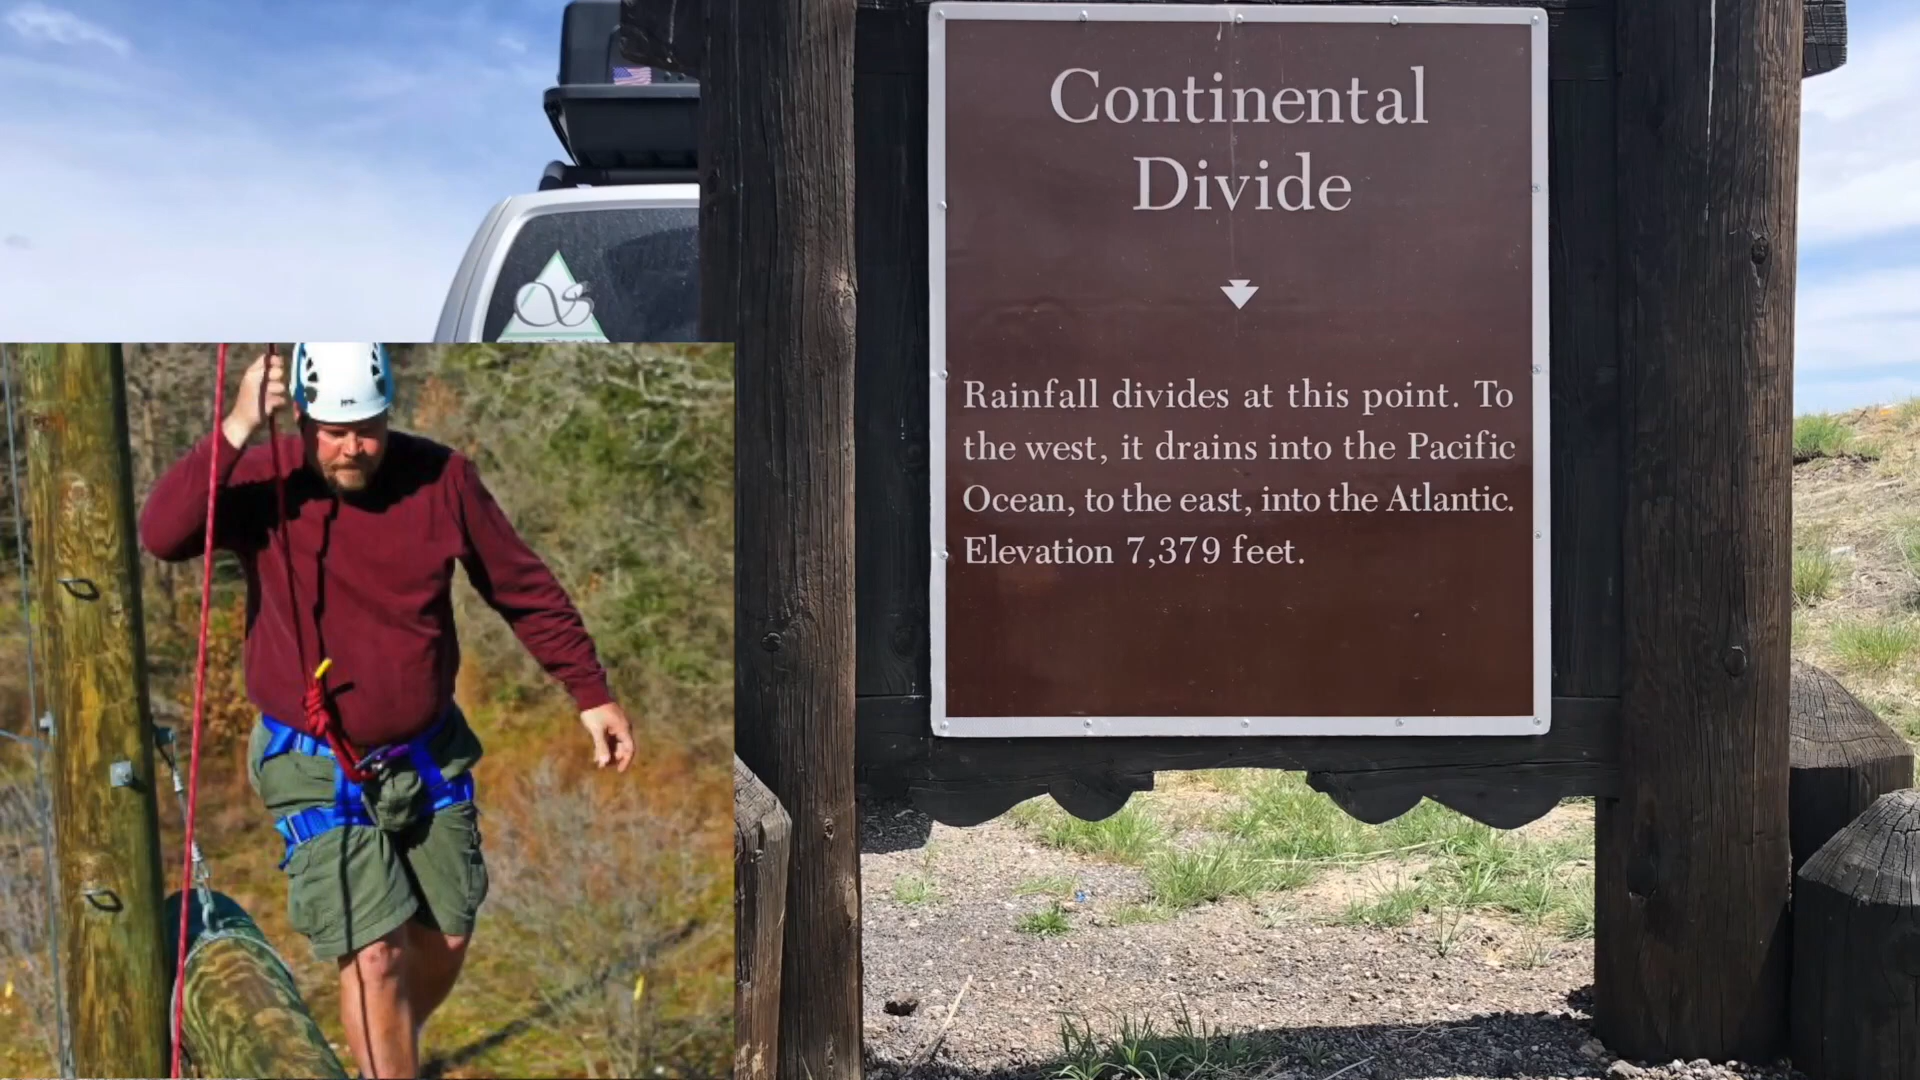 Continental
Divide
Rainfall divides at this point. To
the west, it drains into the Pacific
Ocean, to the east, into the Atlantic.
Elevation 7,379 feet.